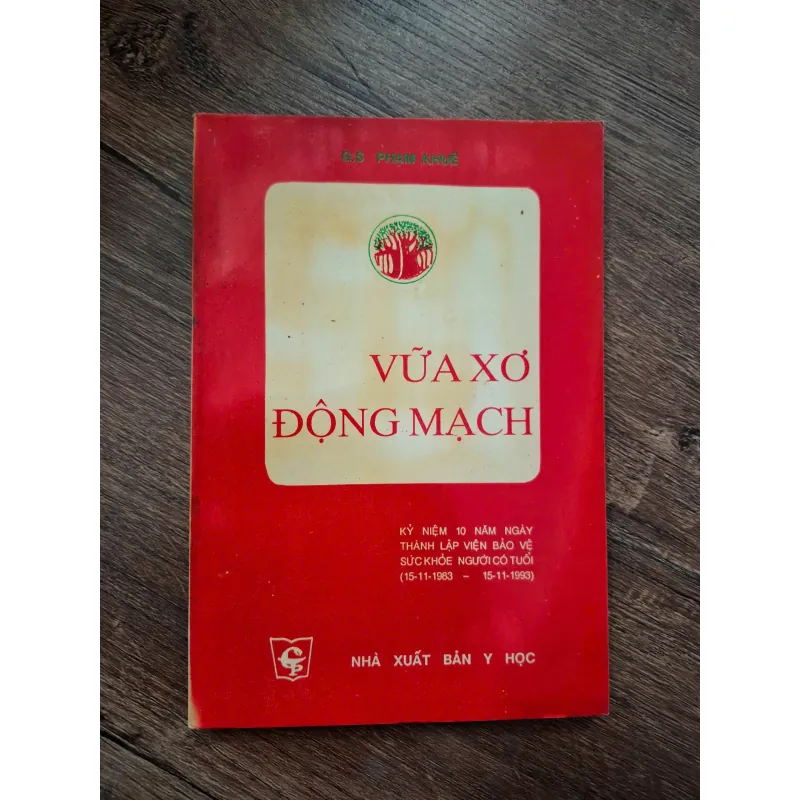 G.S PHẠM KHUÊ
VỮA XƠ
ĐỘNG MẠCH
KỶ NIỆM 10 NĂM NGÀY
THÀNH LẬP VIỆN BẢO VỆ
SỨC KHỎE NGƯỜI CÓ TUỔI
(15-11-1983 – 15-11-1993)
NHÀ XUẤT BẢN Y HỌC